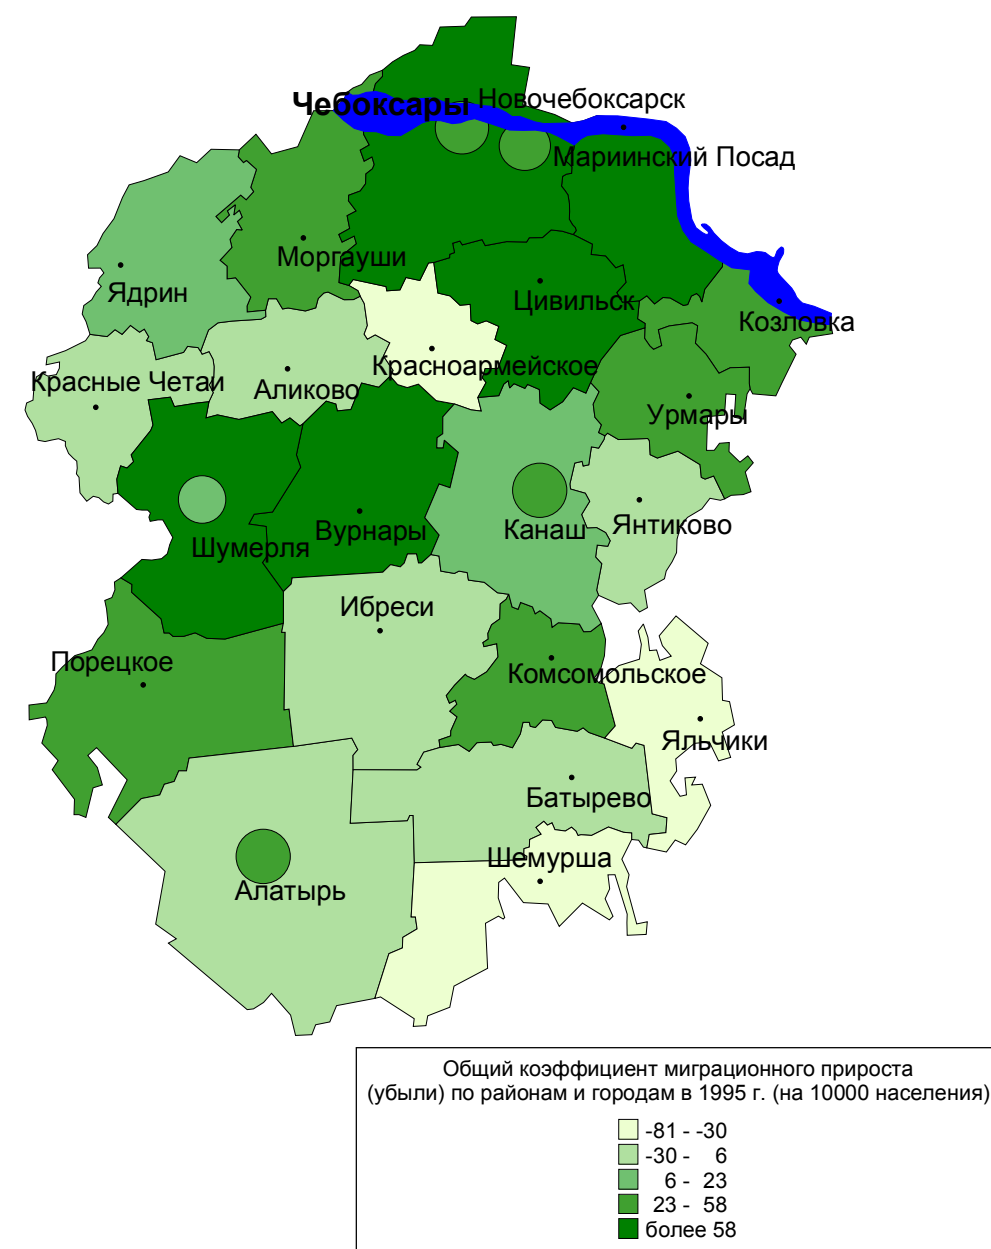 Чебоксары
Новочебоксарск
Мариинский Посад
Моргауши
Ядрин
Цивильск
Козловка
Красноармейское
Красные Четаи
Аликово
Урмары
Вурнары
Канаш
Янтиково
Шумерля
Ибреси
Порецкое
Комсомольское
Яльчики
Батырево
Шемурша
Алатырь
Общий коэффициент миграционного прироста
(убыли) по районам и городам в 1995 г. (на 10000 населения)
-81 - -30
-30 - 6
6 - 23
23 - 58
более 58